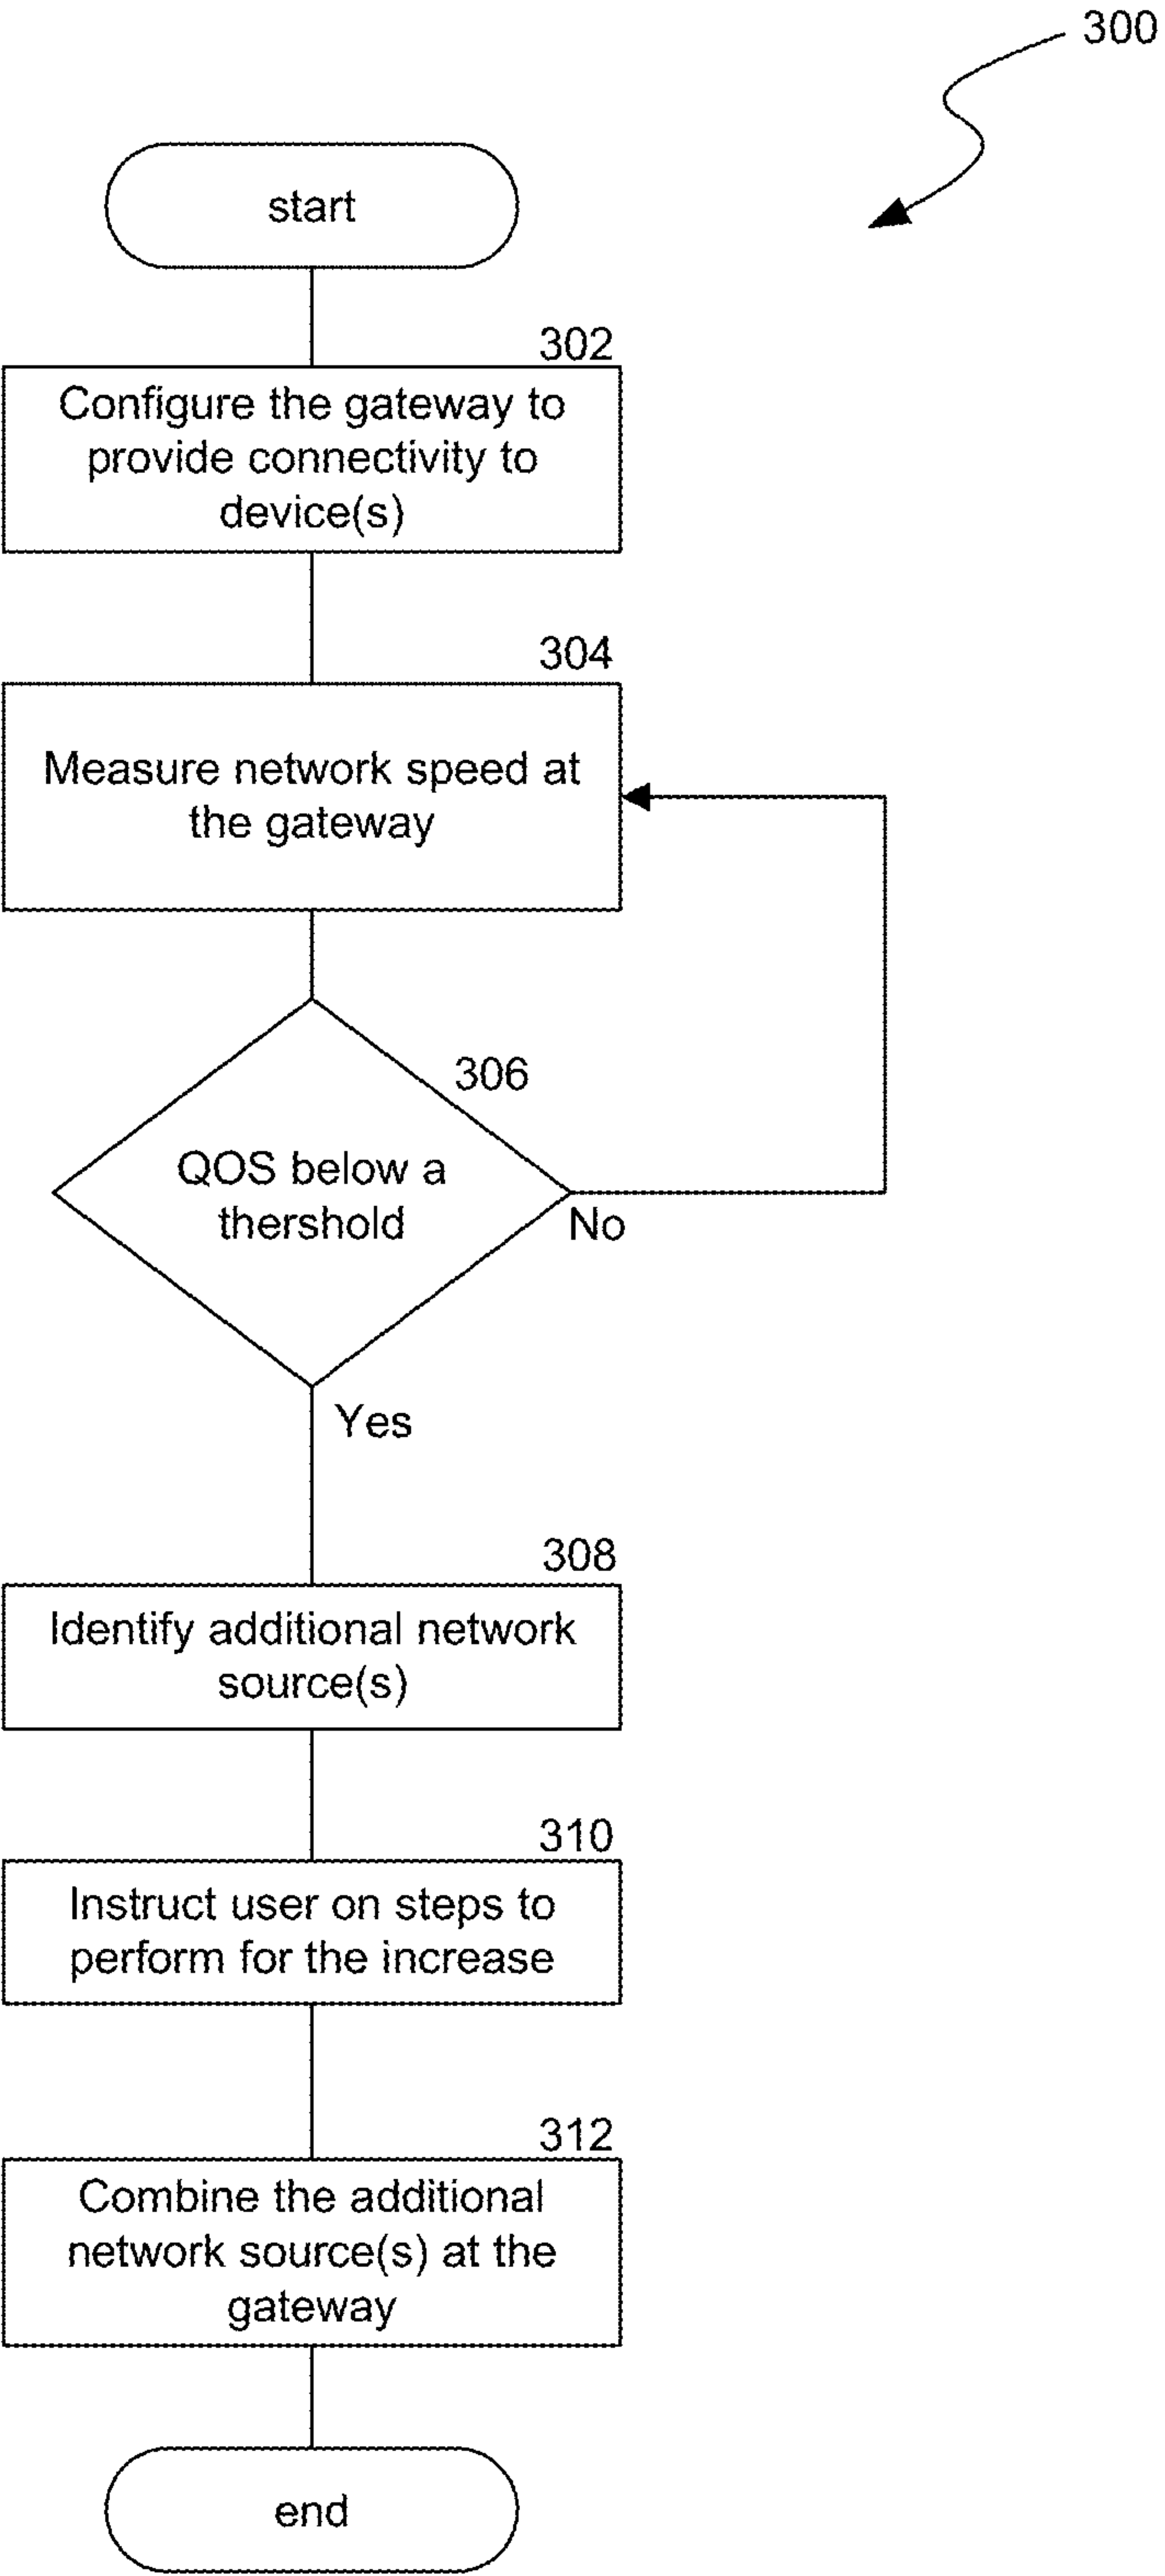 300
start
302
Configure the gateway to
provide connectivity to
device(s)
304
Measure network speed at
the gateway
306
QOS below a
thershold
No
Yes
308
Identify additional network
source(s)
310
Instruct user on steps to
perform for the increase
312
Combine the additional
network source(s) at the
gateway
end